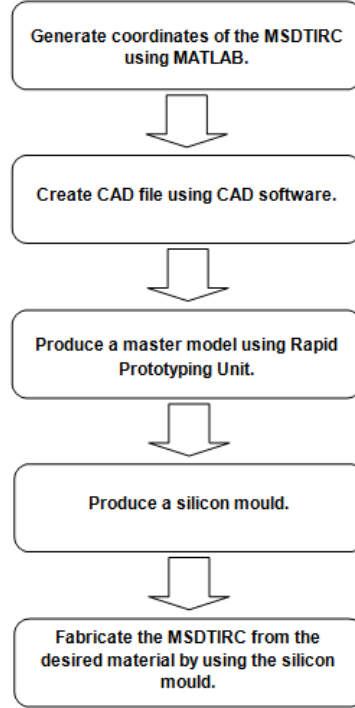 Generate coordinates of the MSDTIRC
using MATLAB.
Create CAD file using CAD software.
Produce a master model using Rapid
Prototyping Unit.
Produce a silicon mould.
Fabricate the MSDTIRC from the
desired material by using the silicon
mould.